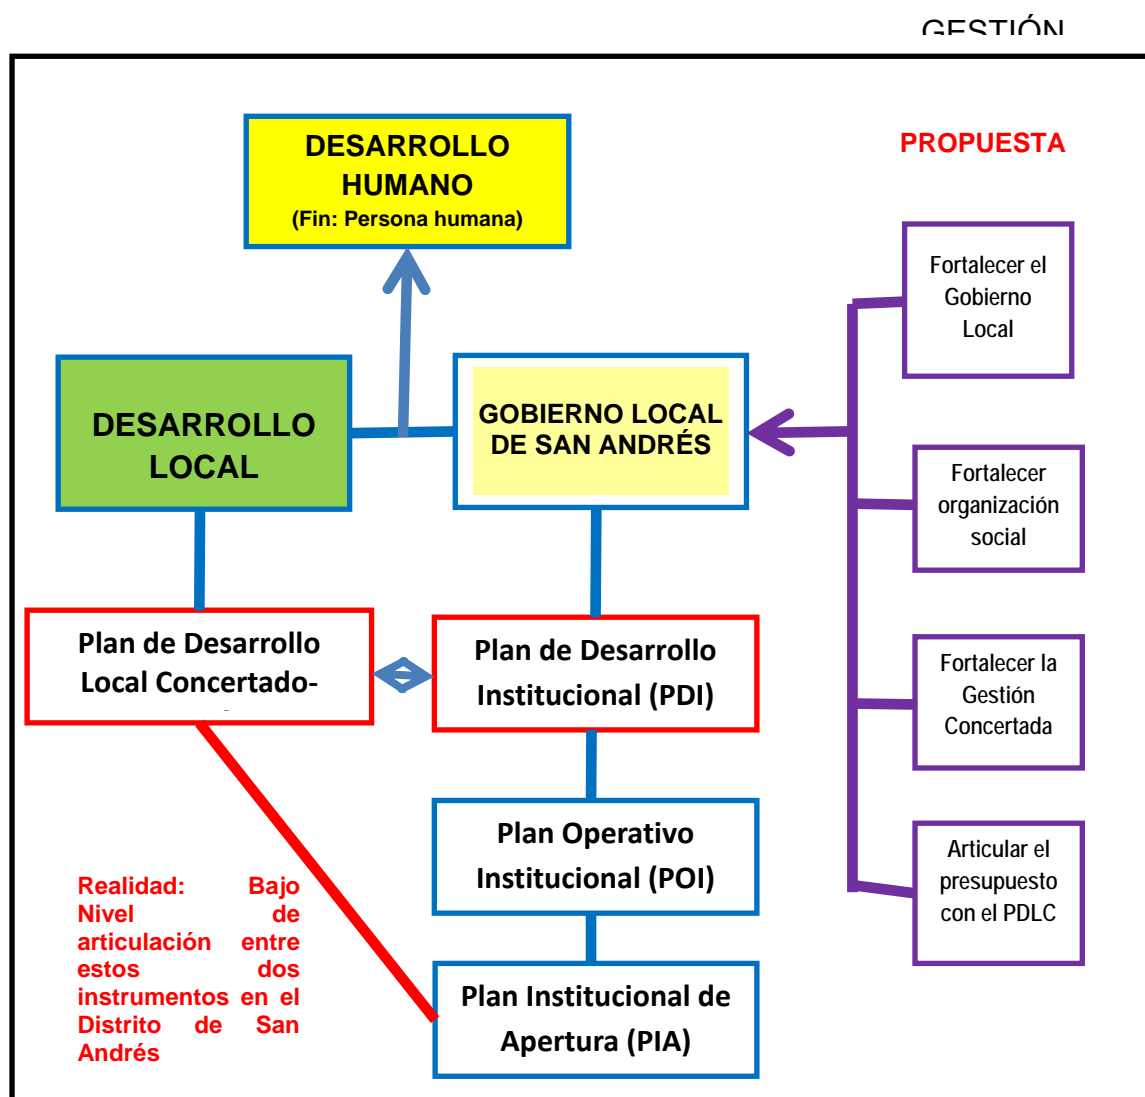 GESTIÓN
DESARROLLO
HUMANO
(Fin: Persona humana)
PROPUESTA
Fortalecer el
Gobierno
Local
DESARROLLO
LOCAL
GOBIERNO LOCAL
DE SAN ANDRÉS
Fortalecer
organización
social
Plan de Desarrollo
Local Concertado-
Plan de Desarrollo
Institucional (PDI)
Fortalecer la
Gestión
Concertada
Plan Operativo
Institucional (POI)
Articular el
presupuesto
con el PDLC
Realidad: Bajo
Nivel de
articulación entre
estos dos
instrumentos en el
Distrito de San
Andrés
Plan Institucional de
Apertura (PIA)